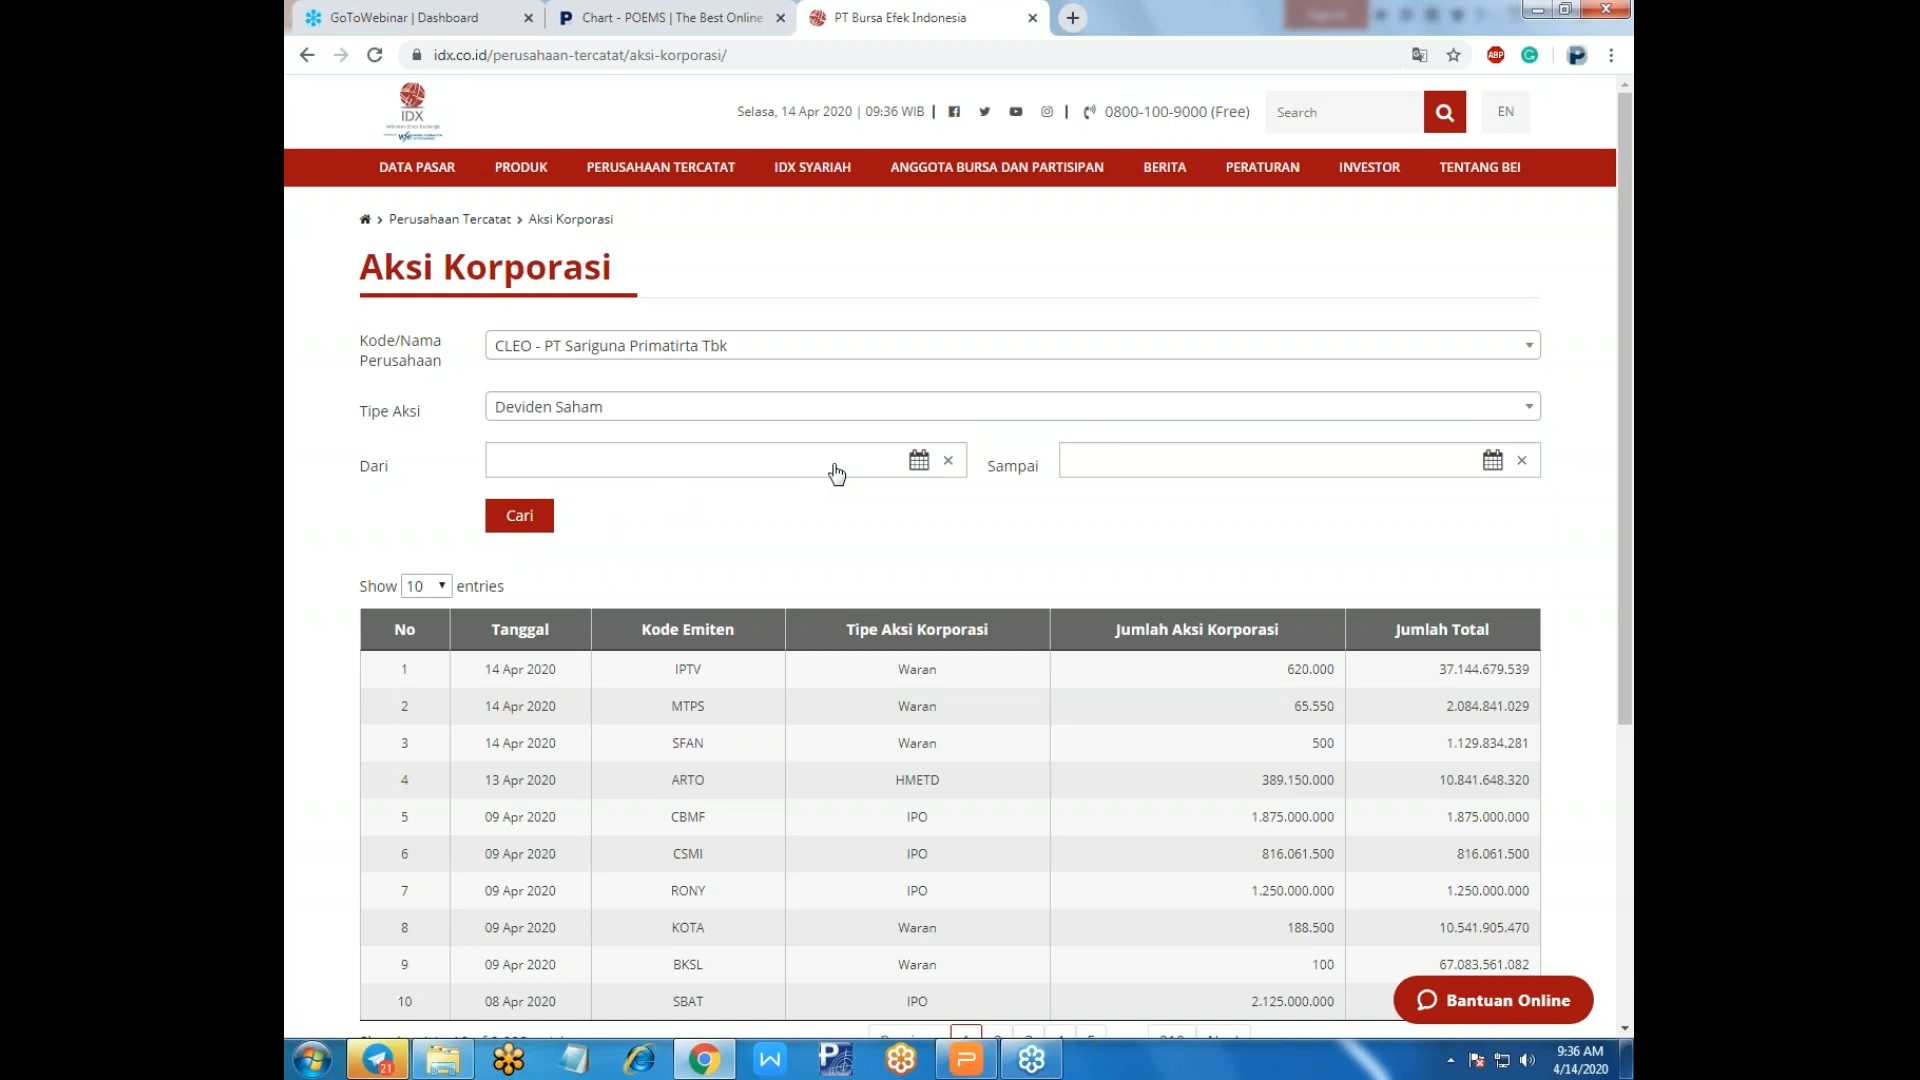 GoToWebinar | Dashboard
Chart - POEMS | The Best Online
PT Bursa Efek Indonesia
idx.co.id/perusahaan-tercatat/aksi-korporasi/
ABP
IDX
Selasa, 14 Apr 2020 | 09:36 WIB |
| 0800-100-9000 (Free)
Search
EN
DATA PASAR PRODUK PERUSAHAAN TERCATAT IDX SYARIAH ANGGOTA BURSA DAN PARTISIPAN BERITA PERATURAN INVESTOR TENTANG BEI
> Perusahaan Tercatat > Aksi Korporasi
Aksi Korporasi
Kode/Nama
Perusahaan
CLEO - PT Sariguna Primatirta Tbk
Tipe Aksi
Deviden Saham
Dari
Sampai
Cari
Show 10 entries
No Tanggal Kode Emiten Tipe Aksi Korporasi Jumlah Aksi Korporasi Jumlah Total
1 14 Apr 2020 IPTV Waran 620.000 37.144.679.539
2 14 Apr 2020 MTPS Waran 65.550 2.084.841.029
3 14 Apr 2020 SFAN Waran 500 1.129.834.281
4 13 Apr 2020 ARTO HMETD 389.150.000 10.841.648.320
5 09 Apr 2020 CBMF IPO 1.875.000.000 1.875.000.000
6 09 Apr 2020 CSMI IPO 816.061.500 816.061.500
7 09 Apr 2020 RONY IPO 1.250.000.000 1.250.000.000
8 09 Apr 2020 KOTA Waran 188.500 10.541.905.470
9 09 Apr 2020 BKSL Waran 100 67.083.561.082
10 08 Apr 2020 SBAT IPO 2.125.000.000
Bantuan Online
21
9:36 AM
4/14/2020